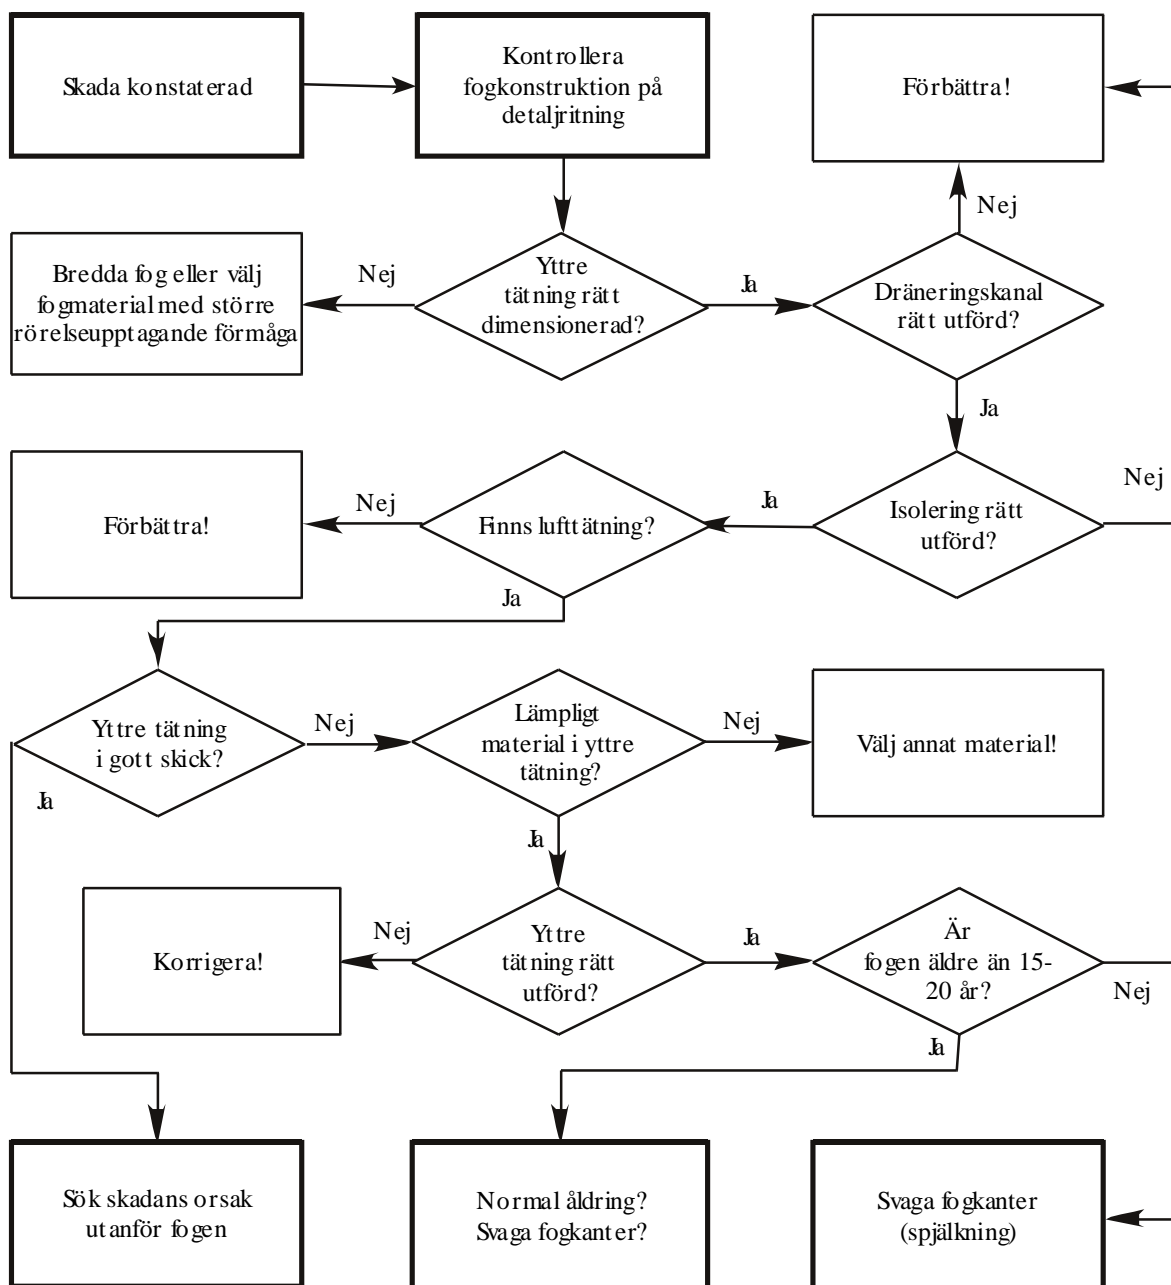 Skada konstaterad
Kontrollera
fogkonstruktion på
detaljritning
Förbättra!
Nej
Bredda fog eller välj
fogmaterial med större
rörelseupptagande förmåga
Nej
Yttre
tätning rätt
dimensionerad?
Ja
Dräneringskanal
rätt utförd?
Ja
Förbättra!
Nej
Finns lufttätning?
Ja
Isolering rätt
utförd?
Nej
Ja
Yttre tätning
i gott skick?
Nej
Lämpligt
material i yttre
tätning?
Nej
Välj annat material!
Ja
Ja
Korrigera!
Nej
Yttre
tätning rätt
utförd?
Ja
Är
fogen äldre än 15-
20 år?
Nej
Ja
Sök skadans orsak
utanför fogen
Normal åldring?
Svaga fogkanter?
Svaga fogkanter
(spjälkning)